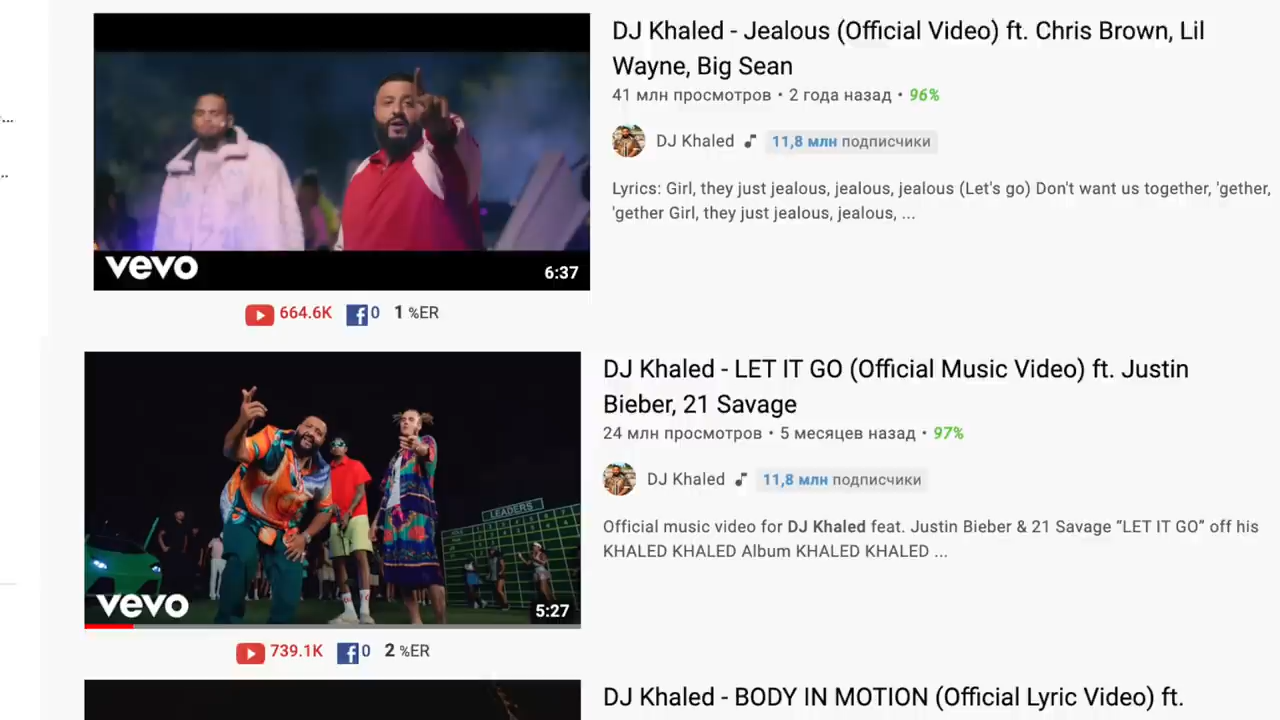 DJ Khaled - Jealous (Official Video) ft. Chris Brown, Lil
Wayne, Big Sean
41 млн просмотров • 2 года назад • 96%
DJ Khaled 11,8 млн подписчики
Lyrics: Girl, they just jealous, jealous, jealous (Let's go) Don't want us together, 'gether,
'gether Girl, they just jealous, jealous, ...
vevo
6:37
664.6K 0 1 %ER
DJ Khaled - LET IT GO (Official Music Video) ft. Justin
Bieber, 21 Savage
24 млн просмотров • 5 месяцев назад • 97%
DJ Khaled 11,8 млн подписчики
Official music video for DJ Khaled feat. Justin Bieber & 21 Savage “LET IT GO” off his
KHALED KHALED Album KHALED KHALED ...
LEADERS
vevo
5:27
739.1K 0 2 %ER
DJ Khaled - BODY IN MOTION (Official Lyric Video) ft.